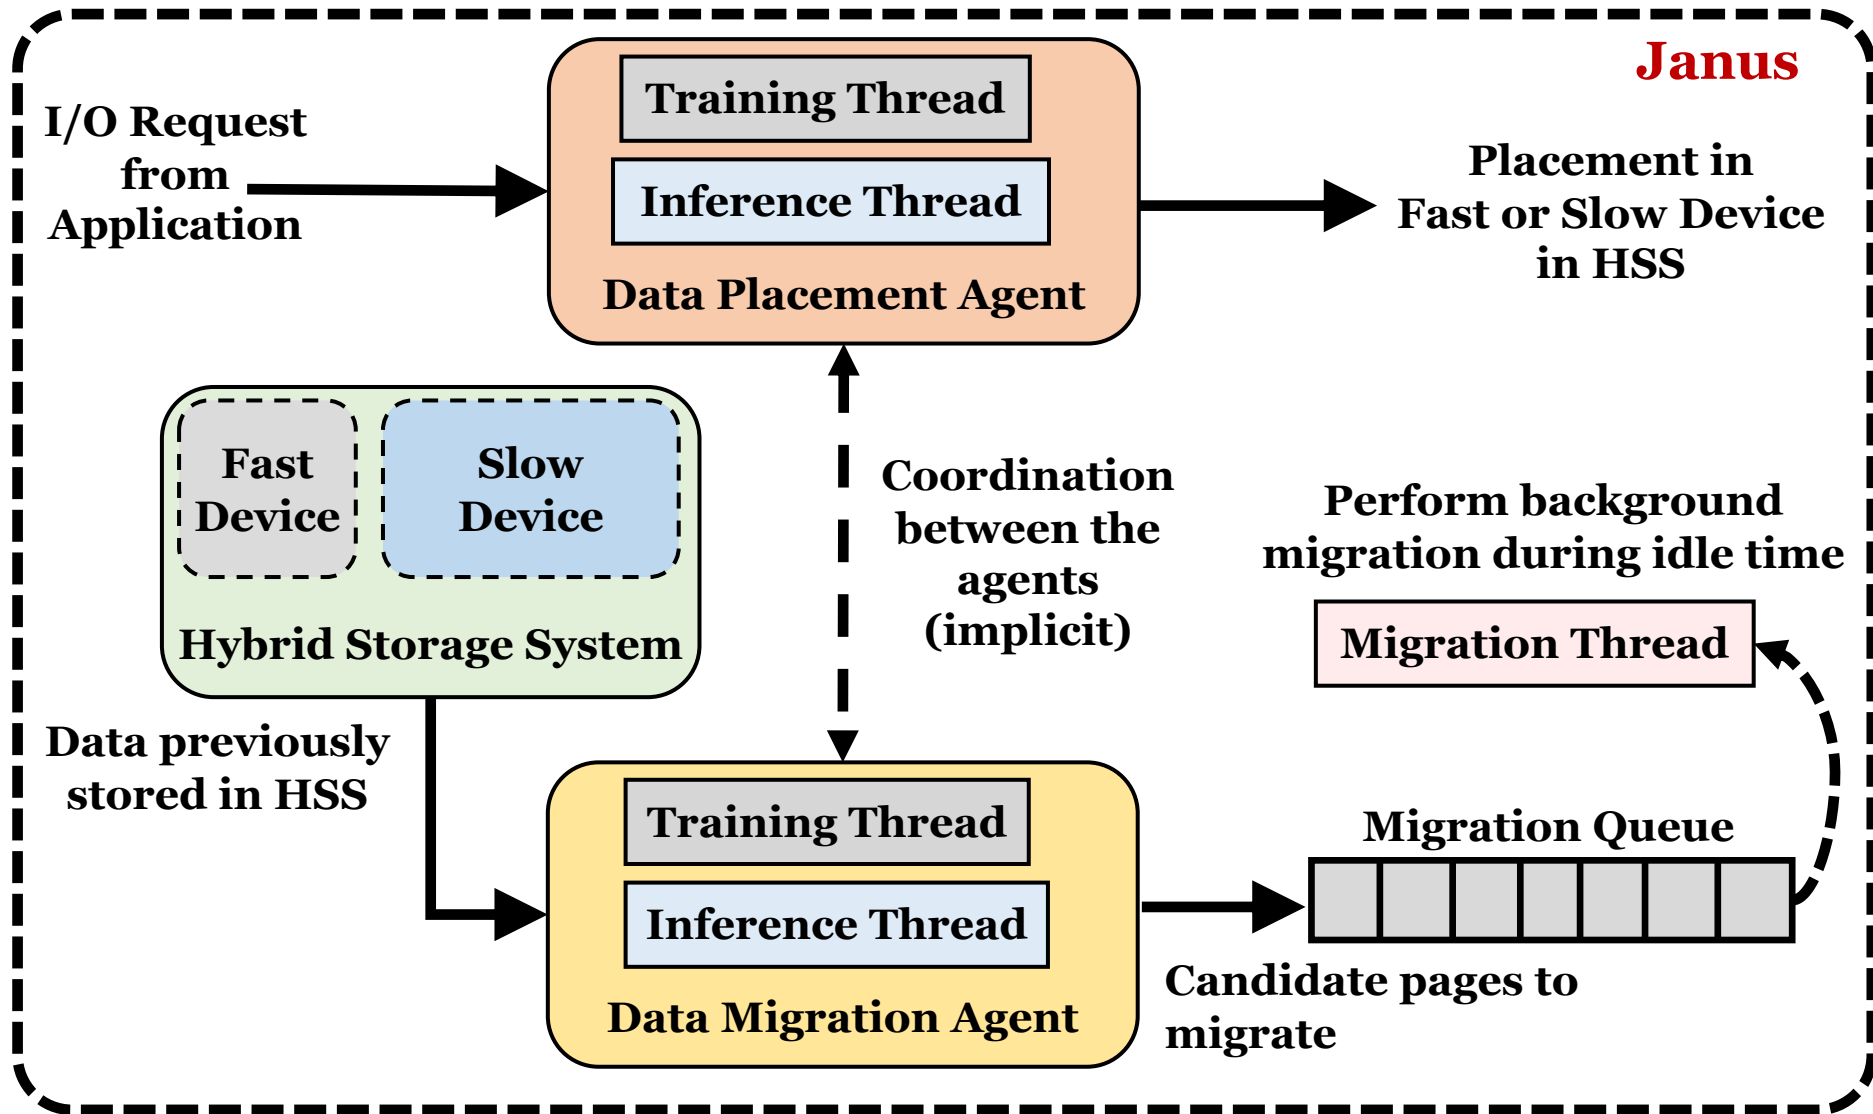 Janus
I/O Request
from
Application
Training Thread
Inference Thread
Data Placement Agent
Placement in
Fast or Slow Device
in HSS
Fast
Device
Slow
Device
Hybrid Storage System
Coordination
between the
agents
(implicit)
Perform background
migration during idle time
Migration Thread
Data previously
stored in HSS
Training Thread
Inference Thread
Data Migration Agent
Migration Queue
Candidate pages to
migrate